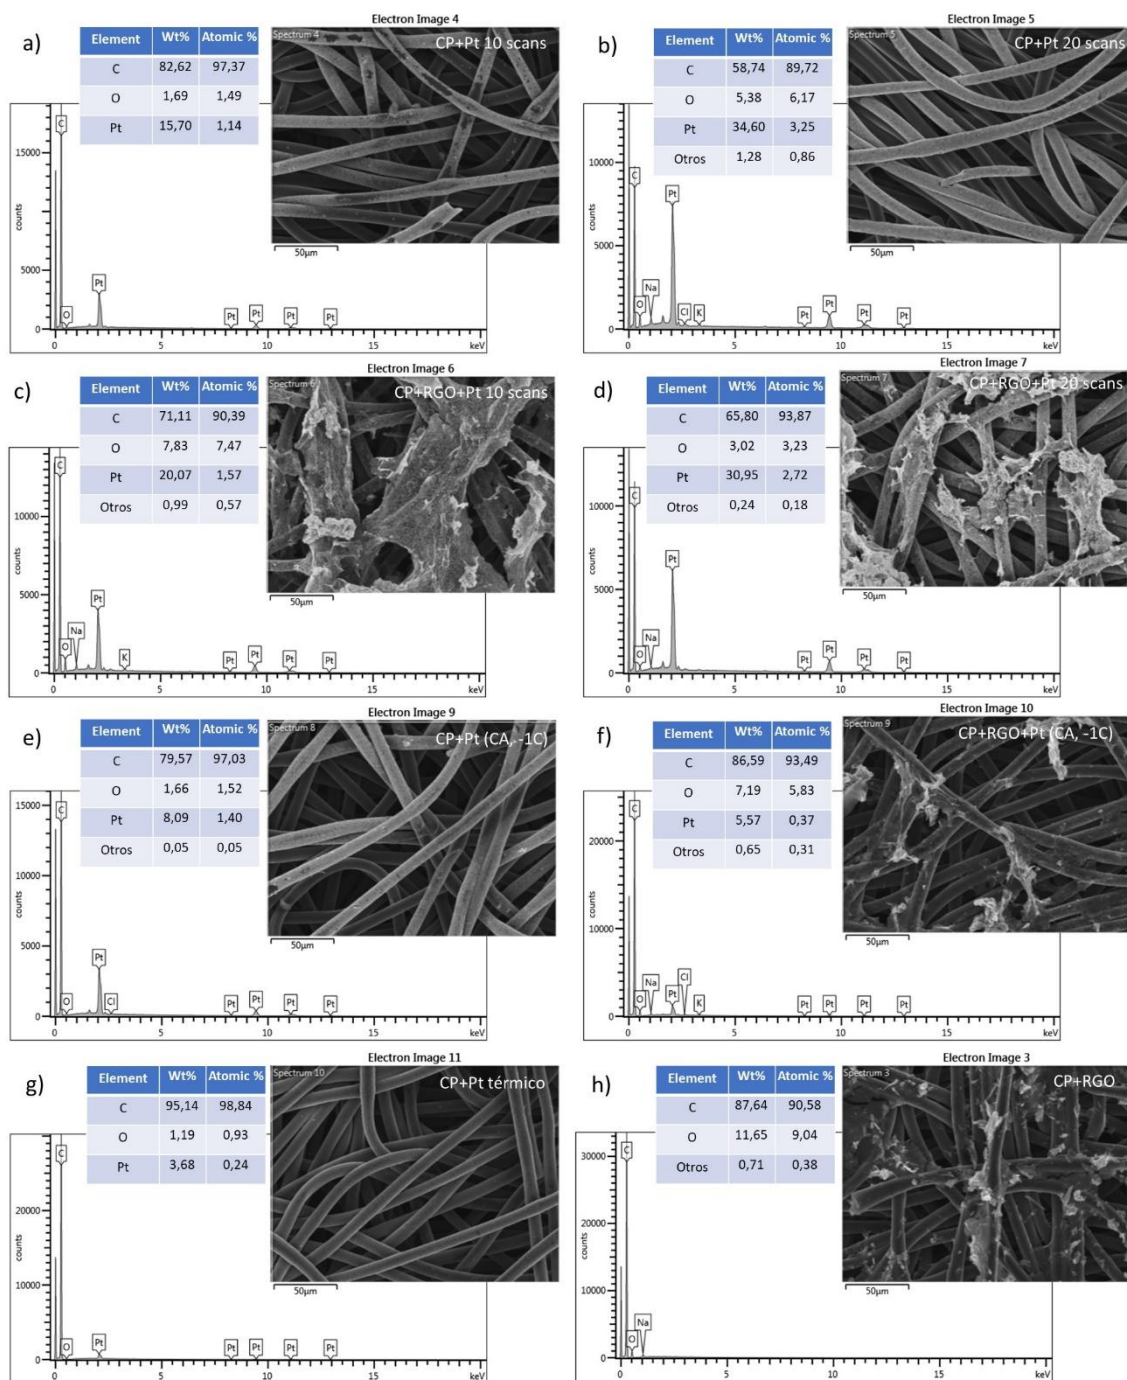 Electron Image 4
a)
Element Wt% Atomic %
C 82,62 97,37
O 1,69 1,49
Pt 15,70 1,14
Spectrum 4
CP+Pt 10 scans
50µm
C
O
Pt
Pt
Pt
Pt
Pt
15000
10000
5000
0
counts
0 5 10 15 keV
Electron Image 5
b)
Element Wt% Atomic %
C 58,74 89,72
O 5,38 6,17
Pt 34,60 3,25
Otros 1,28 0,86
Spectrum 5
CP+Pt 20 scans
50µm
C
O
Na
Pt
Cl
K
Pt
Pt
Pt
Pt
10000
5000
0
counts
0 5 10 15 keV
Electron Image 6
c)
Element Wt% Atomic %
C 71,11 90,39
O 7,83 7,47
Pt 20,07 1,57
Otros 0,99 0,57
Spectrum 6
CP+RGO+Pt 10 scans
50µm
C
O
Na
Pt
K
Pt
Pt
Pt
Pt
10000
5000
0
counts
0 5 10 15 keV
Electron Image 7
d)
Element Wt% Atomic %
C 65,80 93,87
O 3,02 3,23
Pt 30,95 2,72
Otros 0,24 0,18
Spectrum 7
CP+RGO+Pt 20 scans
50µm
C
O
Na
Pt
Pt
Pt
Pt
Pt
10000
5000
0
counts
0 5 10 15 keV
Electron Image 9
e)
Element Wt% Atomic %
C 79,57 97,03
O 1,66 1,52
Pt 8,09 1,40
Otros 0,05 0,05
Spectrum 8
CP+Pt (CA, -1C)
50µm
C
O
Pt
Cl
Pt
Pt
Pt
Pt
15000
10000
5000
0
counts
0 5 10 15 keV
Electron Image 10
f)
Element Wt% Atomic %
C 86,59 93,49
O 7,19 5,83
Pt 5,57 0,37
Otros 0,65 0,31
Spectrum 9
CP+RGO+Pt (CA, -1C)
50µm
C
O
Na
Pt
Cl
K
Pt
Pt
Pt
Pt
20000
10000
0
counts
0 5 10 15 keV
Electron Image 11
g)
Element Wt% Atomic %
C 95,14 98,84
O 1,19 0,93
Pt 3,68 0,24
Spectrum 10
CP+Pt térmico
50µm
C
O
Pt
Pt
Pt
Pt
Pt
30000
20000
10000
0
counts
0 5 10 15 keV
Electron Image 3
h)
Element Wt% Atomic %
C 87,64 90,58
O 11,65 9,04
Otros 0,71 0,38
Spectrum 3
CP+RGO
50µm
C
O
Na
30000
20000
10000
0
counts
0 5 10 15 keV